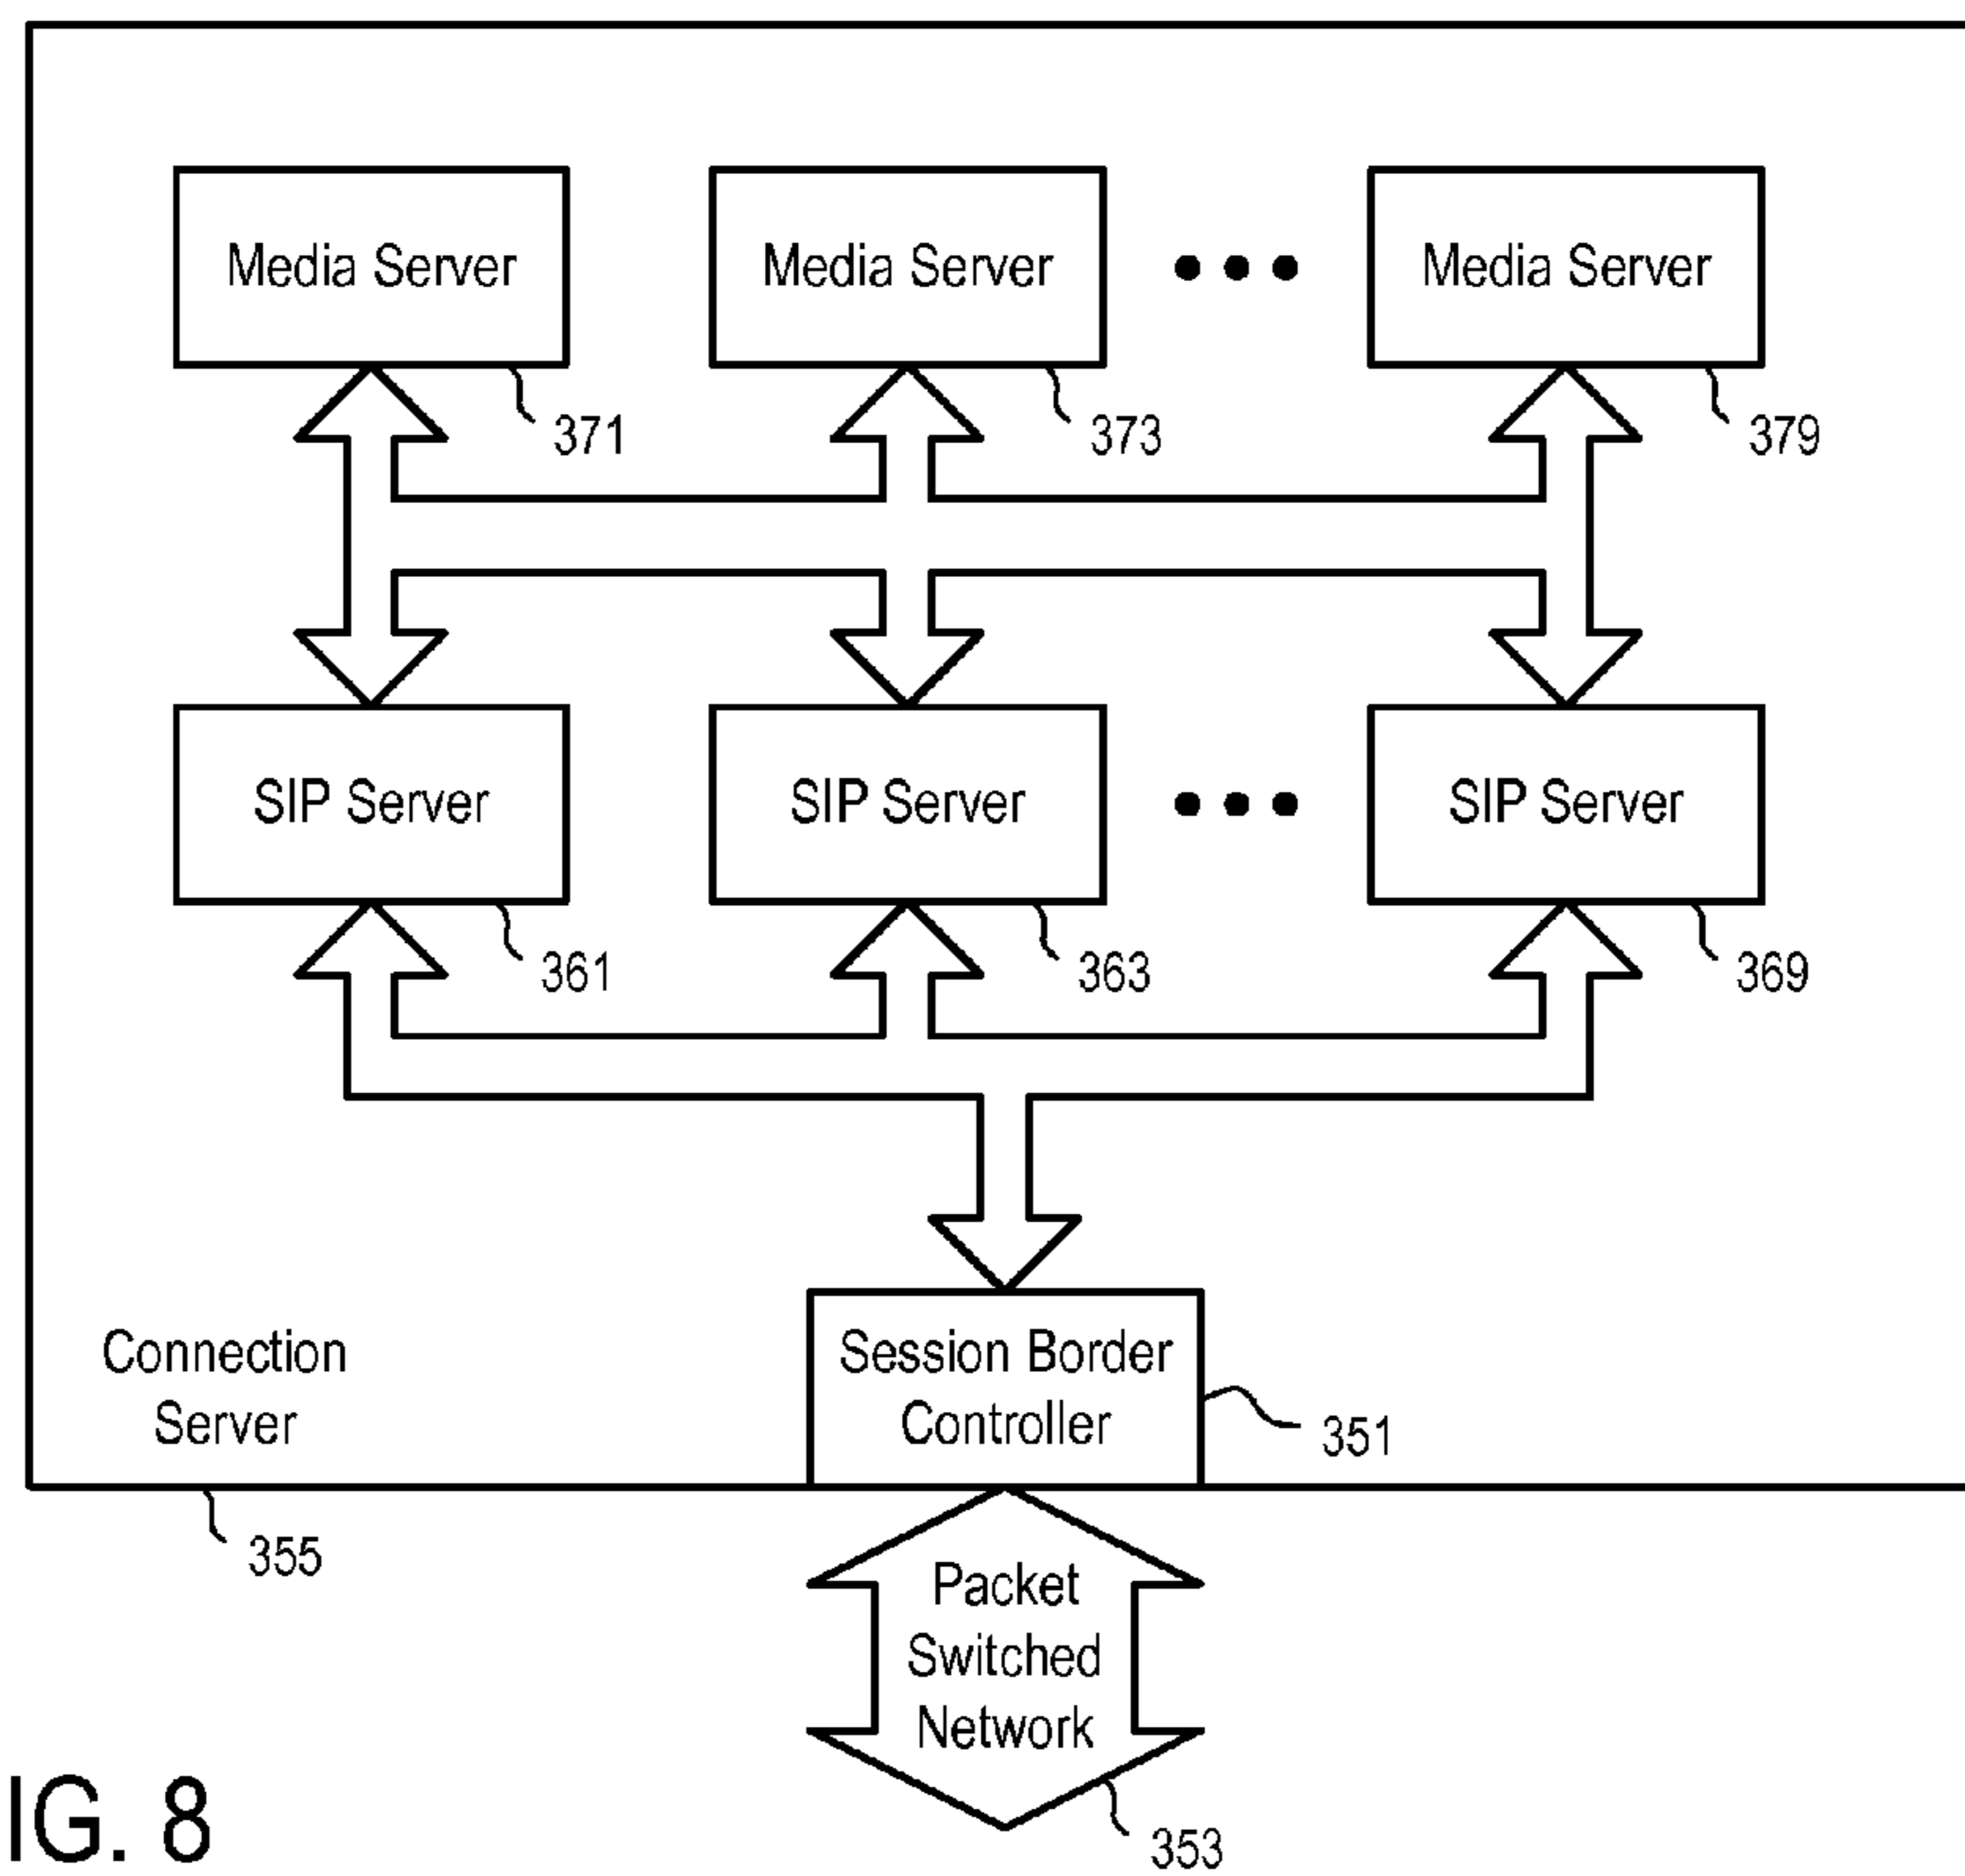 Media Server
Media Server
Media Server
371
373
379
SIP Server
SIP Server
SIP Server
361
363
369
Connection
Server
Session Border
Controller
351
355
Packet
Switched
Network
353
IG. 8